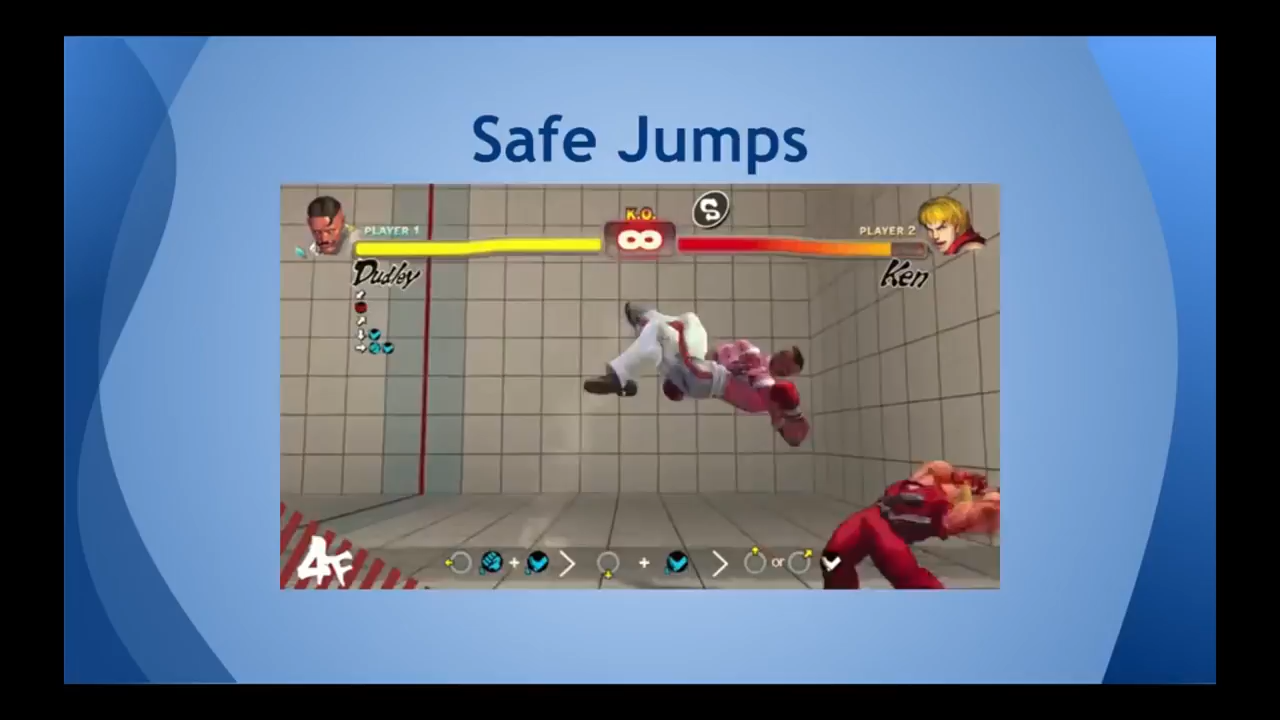 Safe Jumps
K.O.
S
PLAYER 1
∞
PLAYER 2
Dudley
Ken
4F
+ + or